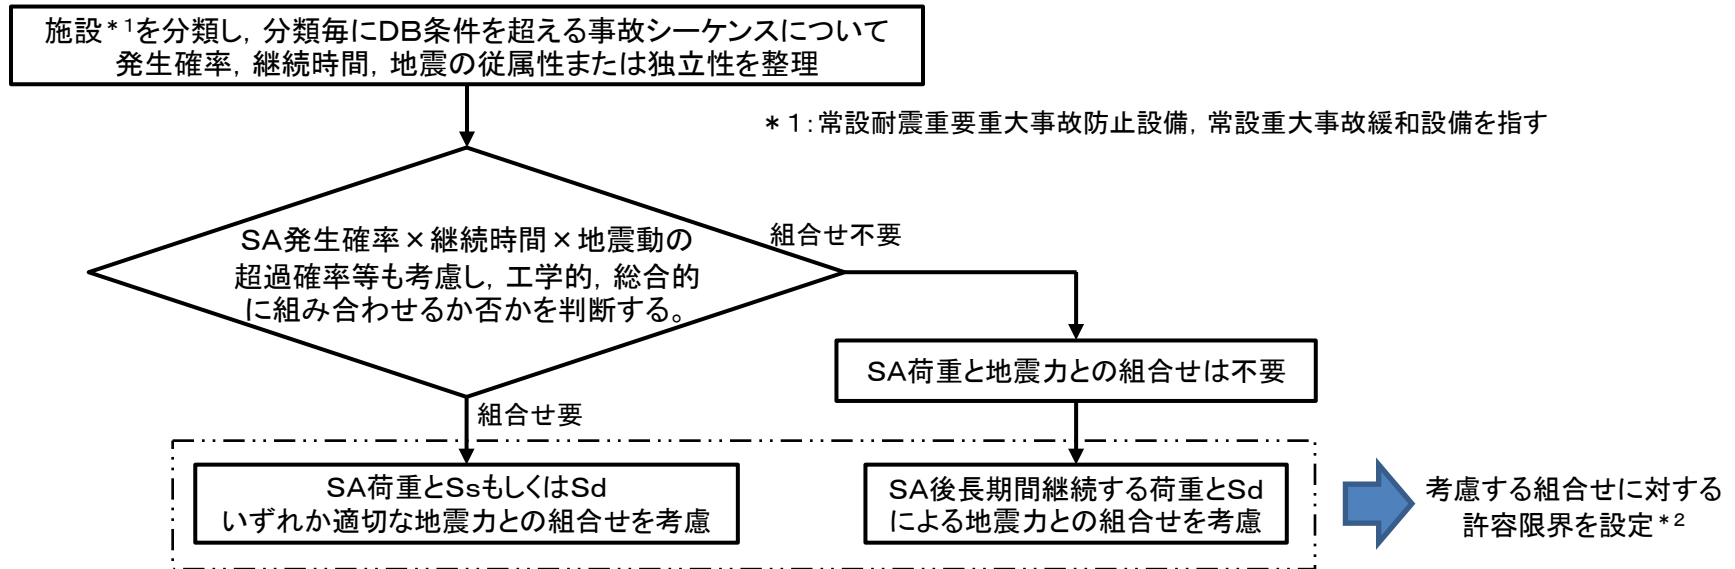 施設*1を分類し，分類毎にDB条件を超える事故シーケンスについて
発生確率，継続時間，地震の従属性または独立性を整理
*1：常設耐震重要重大事故防止設備，常設重大事故緩和設備を指す
SA発生確率×継続時間×地震動の
超過確率等も考慮し，工学的，総合的
に組み合わせるか否かを判断する。
組合せ不要
SA荷重と地震力との組合せは不要
組合せ要
SA荷重とSsもしくはSd
いずれか適切な地震力との組合せを考慮
SA後長期間継続する荷重とSd
による地震力との組合せを考慮
考慮する組合せに対する
許容限界を設定*2